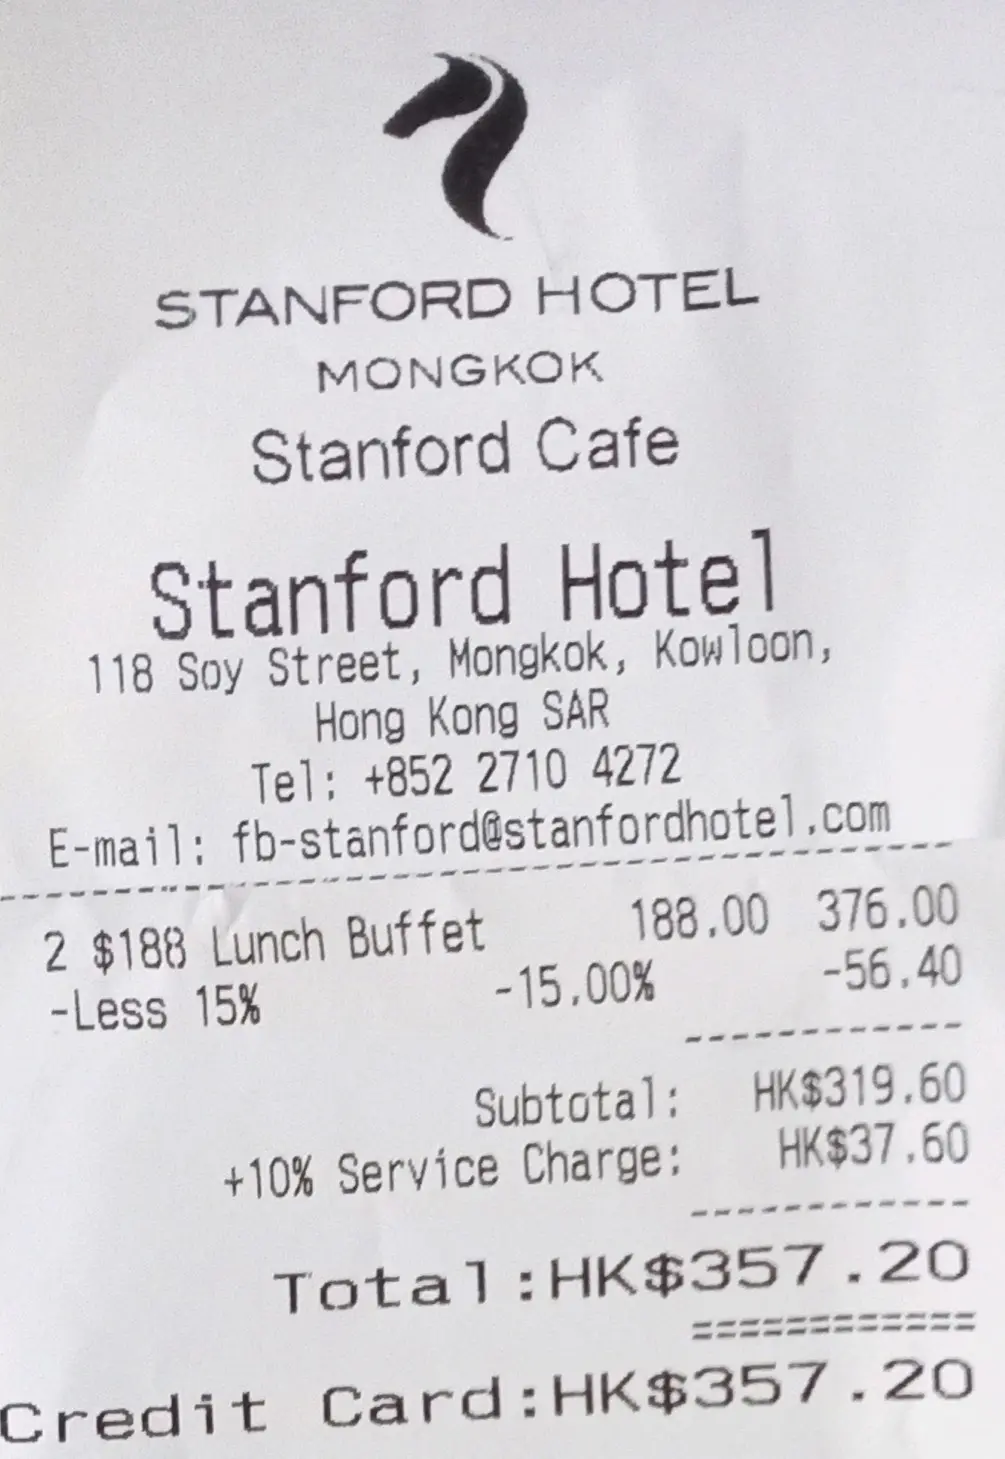 STANFORD HOTEL
MONGKOK
Stanford Cafe
Stanford Hotel
118 Soy Street, Mongkok, Kowloon,
Hong Kong SAR
Tel: +852 2710 4272
E-mail: fb-stanford@stanfordhotel.com
2 $188 Lunch Buffet 188.00 376.00
-Less 15% -15.00% -56.40
Subtotal: HK$319.60
+10% Service Charge: HK$37.60
Total:HK$357.20
Credit Card:HK$357.20